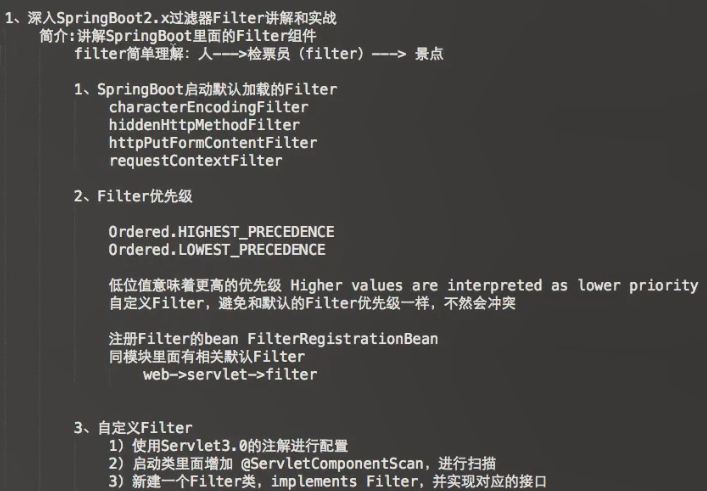 1、深入SpringBoot2.x过滤器Filter讲解和实战
简介:讲解SpringBoot里面的Filter组件
filter简单理解：人--->检票员（filter）---> 景点
1、SpringBoot启动默认加载的Filter
characterEncodingFilter
hiddenHttpMethodFilter
httpPutFormContentFilter
requestContextFilter
2、Filter优先级
Ordered.HIGHEST_PRECEDENCE
Ordered.LOWEST_PRECEDENCE
低位值意味着更高的优先级 Higher values are interpreted as lower priority
自定义Filter，避免和默认的Filter优先级一样，不然会冲突
注册Filter的bean FilterRegistrationBean
同模块里面有相关默认Filter
web->servlet->filter
3、自定义Filter
1）使用Servlet3.0的注解进行配置
2）启动类里面增加 @ServletComponentScan，进行扫描
3）新建一个Filter类，implements Filter，并实现对应的接口